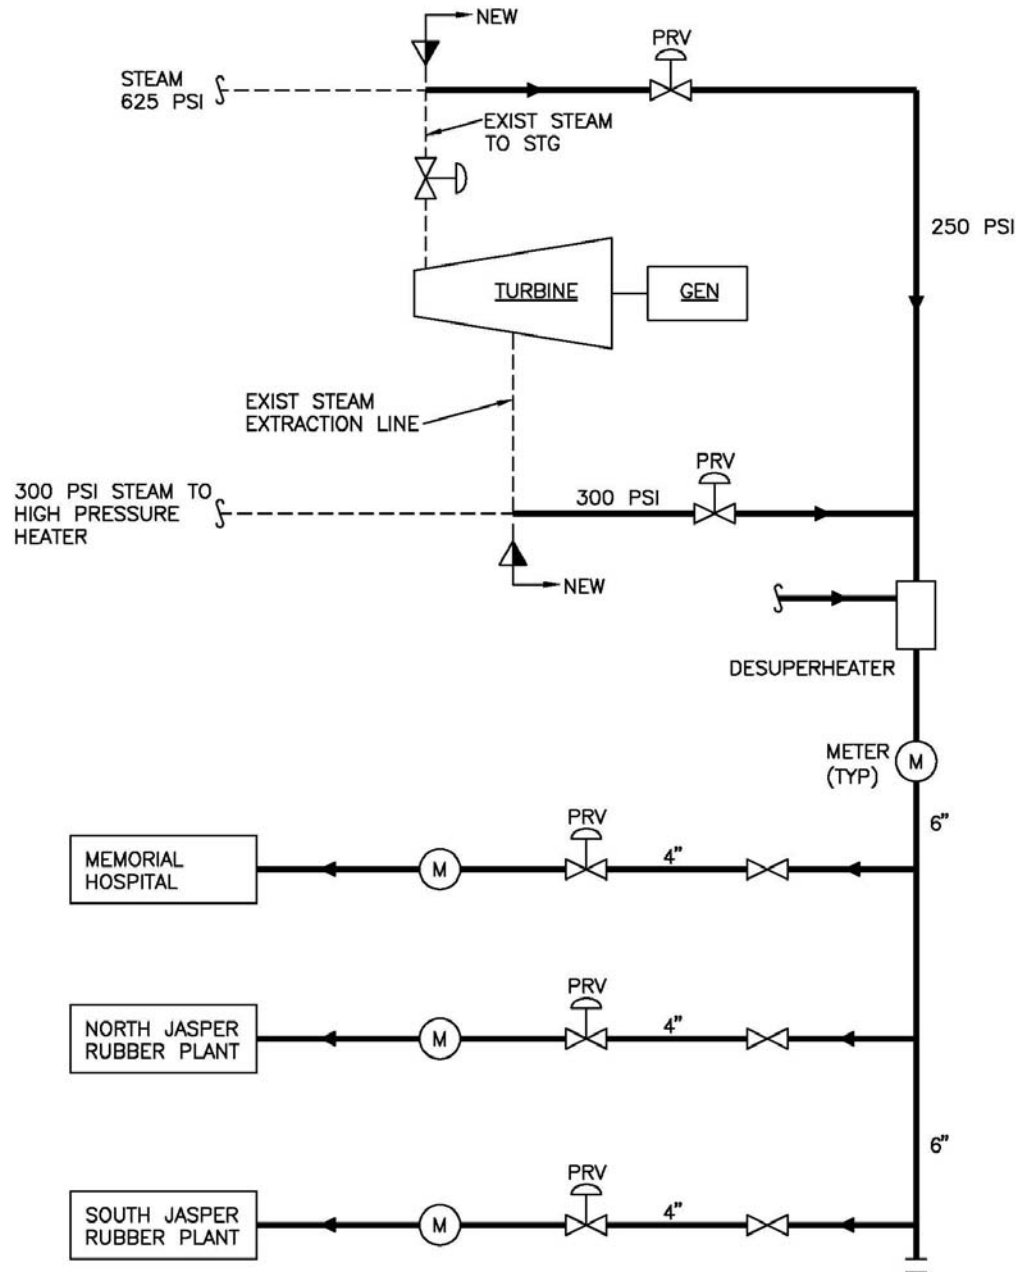 NEW
PRV
STEAM
625 PSI
EXIST STEAM
TO STG
250 PSI
TURBINE
GEN
EXIST STEAM
EXTRACTION LINE
PRV
300 PSI STEAM TO
HIGH PRESSURE
HEATER
300 PSI
NEW
DESUPERHEATER
METER
(TYP)
M
6"
PRV
MEMORIAL
HOSPITAL
M
4"
PRV
NORTH JASPER
RUBBER PLANT
M
4"
6"
PRV
SOUTH JASPER
RUBBER PLANT
M
4"